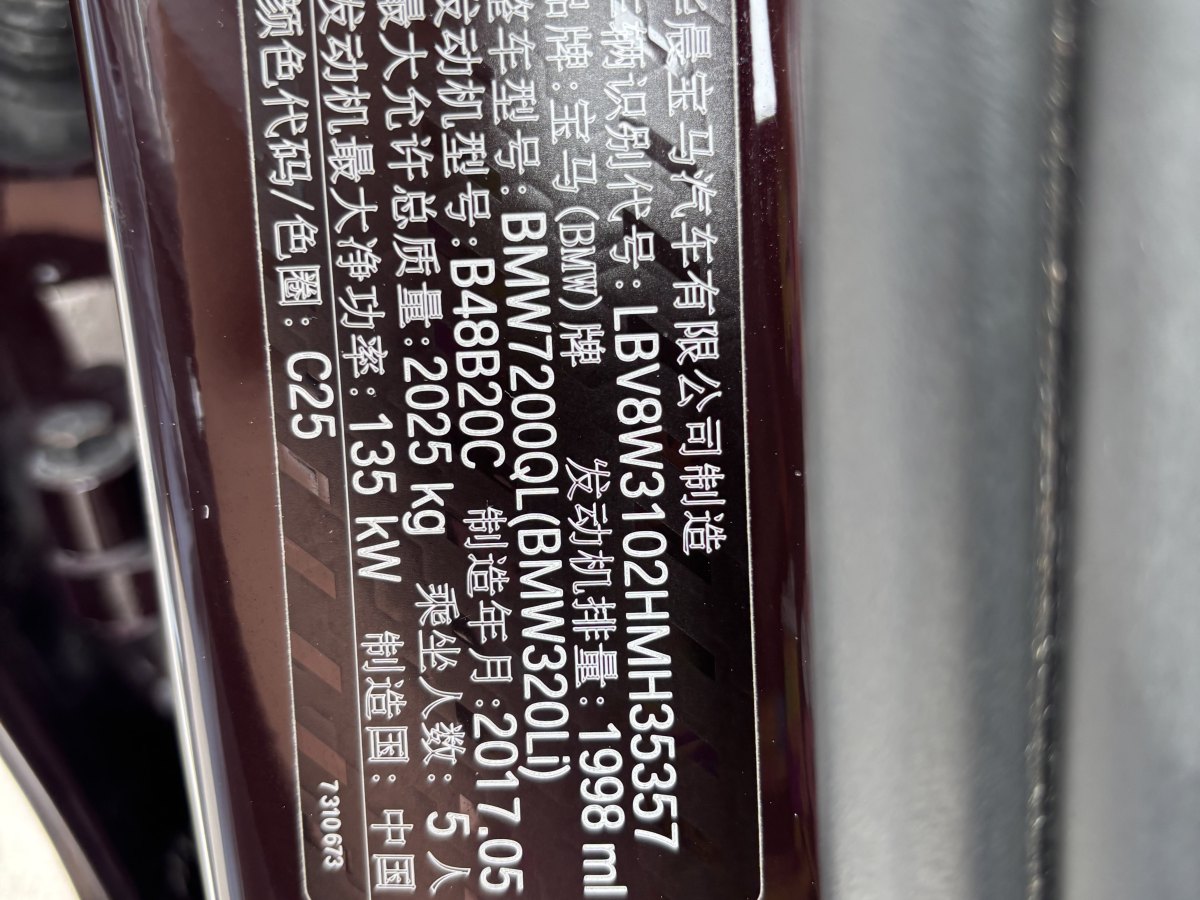 晨宝马汽车有限公司制造
车辆识别代号:LBV8W3102HMH35357
品牌:宝马(BMW)牌 发动机排量:1998 ml
整车型号:BMW7200QL(BMW320Li)
发动机型号:B48B20C 制造年月:2017.05
最大允许总质量:2025 kg 乘坐人数:5人
发动机最大净功率:135 kW 制造国:中国
颜色代码/色圈: C25
7310673